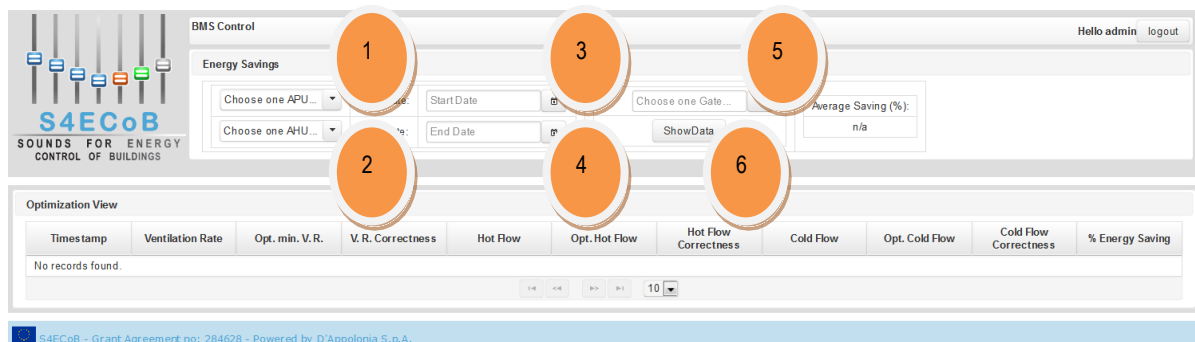 BMS Control
Hello admin logout
Energy Savings
1
3
5
Choose one APU...
Start Date
Choose one Gate...
Average Saving (%):
Choose one AHU...
End Date
ShowData
n/a
2
4
6
S4ECoB
SOUNDS FOR ENERGY
CONTROL OF BUILDINGS
Optimization View
Timestamp Ventilation Rate Opt. min. V. R. V. R. Correctness Hot Flow Opt. Hot Flow Hot Flow Correctness Cold Flow Opt. Cold Flow Cold Flow Correctness % Energy Saving
No records found.
10
S4ECoB - Grant Agreement no: 284628 - Powered by D'Appolonia S.p.A.